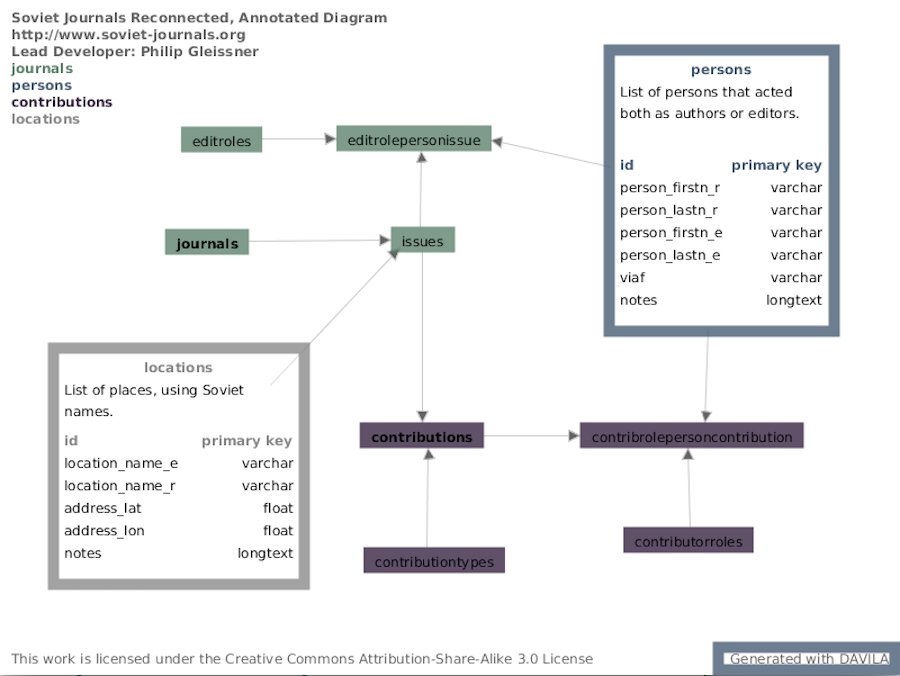 Soviet Journals Reconnected, Annotated Diagram
http://www.soviet-journals.org
Lead Developer: Philip Gleissner
journals
persons
contributions
locations
editroles
editrolepersonissue
journals
issues
persons
List of persons that acted
both as authors or editors.
id primary key
person_firstn_r varchar
person_lastn_r varchar
person_firstn_e varchar
person_lastn_e varchar
viaf varchar
notes longtext
locations
List of places, using Soviet
names.
id primary key
location_name_e varchar
location_name_r varchar
address_lat float
address_lon float
notes longtext
contributions
contribrolepersoncontribution
contributiontypes
contributorroles
This work is licensed under the Creative Commons Attribution-Share-Alike 3.0 License
Generated with DAVILA